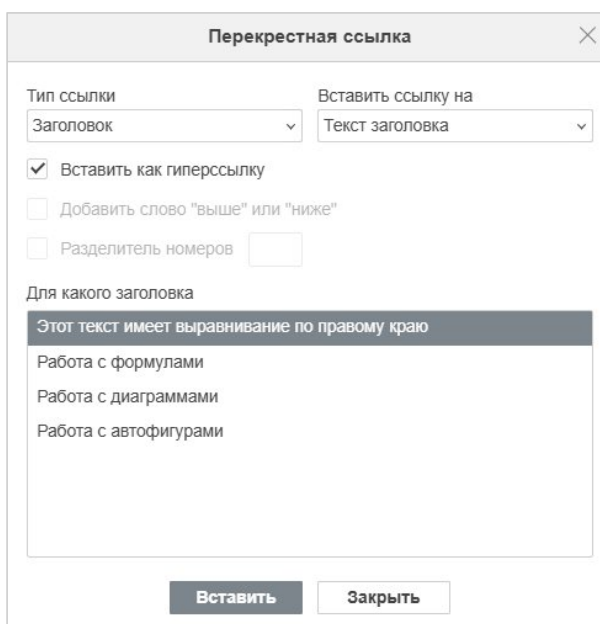 Перекрестная ссылка
Тип ссылки
Вставить ссылку на
Заголовок
Текст заголовка
Вставить как гиперссылку
Добавить слово "выше" или "ниже"
Разделитель номеров
Для какого заголовка
Этот текст имеет выравнивание по правому краю
Работа с формулами
Работа с диаграммами
Работа с автофигурами
Вставить
Закрыть